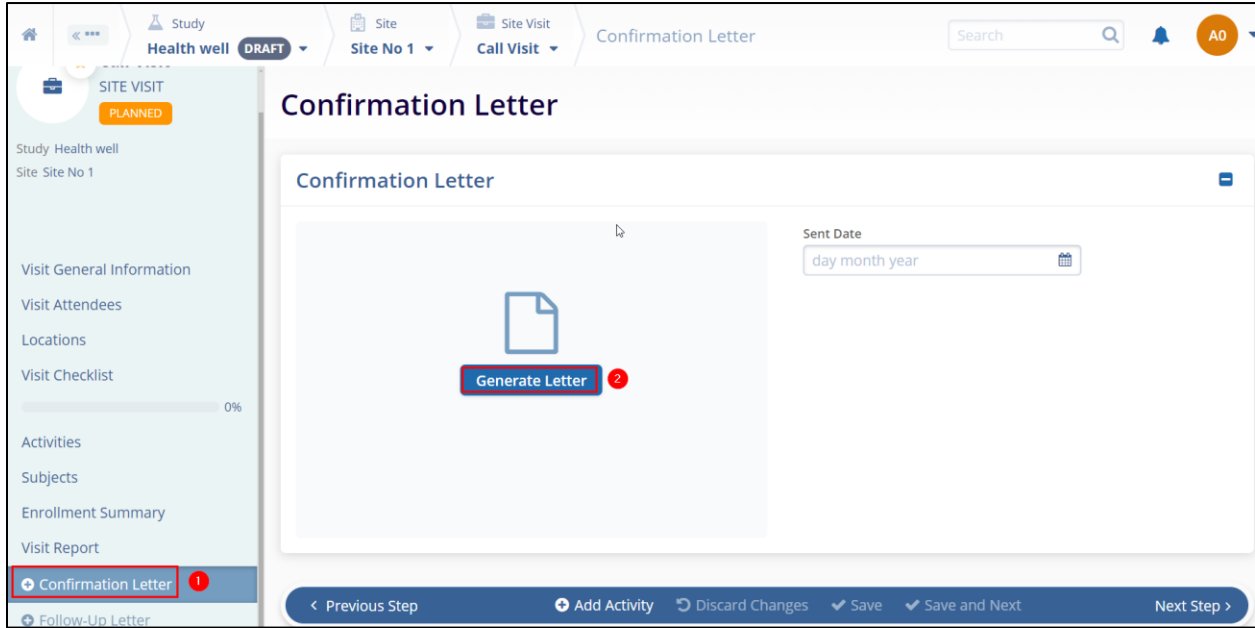 Study
Health well DRAFT
Site
Site No 1
Site Visit
Call Visit
Confirmation Letter
Search
A0
SITE VISIT
PLANNED
Study Health well
Site Site No 1
Visit General Information
Visit Attendees
Locations
Visit Checklist
0%
Activities
Subjects
Enrollment Summary
Visit Report
Confirmation Letter 1
Follow-Up Letter
Confirmation Letter
Confirmation Letter
Generate Letter 2
Sent Date
day month year
Previous Step
Add Activity
Discard Changes
Save
Save and Next
Next Step